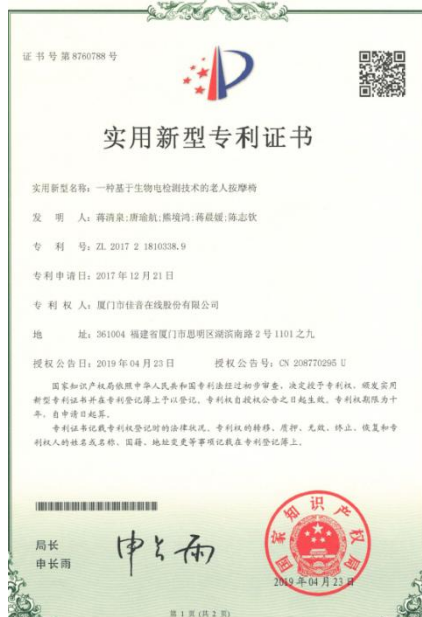 证书号第8760788号
实用新型专利证书
实用新型名称：一种基于生物电检测技术的老人按摩椅
发 明 人：蒋清泉;唐瑜航;熊境鸿;蒋晨媛;陈志钦
专 利 号：ZL 2017 2 1810338.9
专利申请日：2017年12月21日
专 利 权 人：厦门市佳音在线股份有限公司
地 址：361004 福建省厦门市思明区湖滨南路2号1101之九
授权公告日：2019年04月23日 授权公告号：CN 208770295 U
国家知识产权局依照中华人民共和国专利法经过初步审查，决定授予专利权，颁发实用
新型专利证书并在专利登记簿上予以登记。专利权自授权公告之日起生效。专利权期限为十
年，自申请日起算。
专利证书记载专利权登记时的法律状况。专利权的转移、质押、无效、终止、恢复和专
利权人的姓名或名称、国籍、地址变更等事项记载在专利登记簿上。
局长
申长雨
申长雨
国家知识产权局
2019年04月23日
第 1 页 (共 2 页)